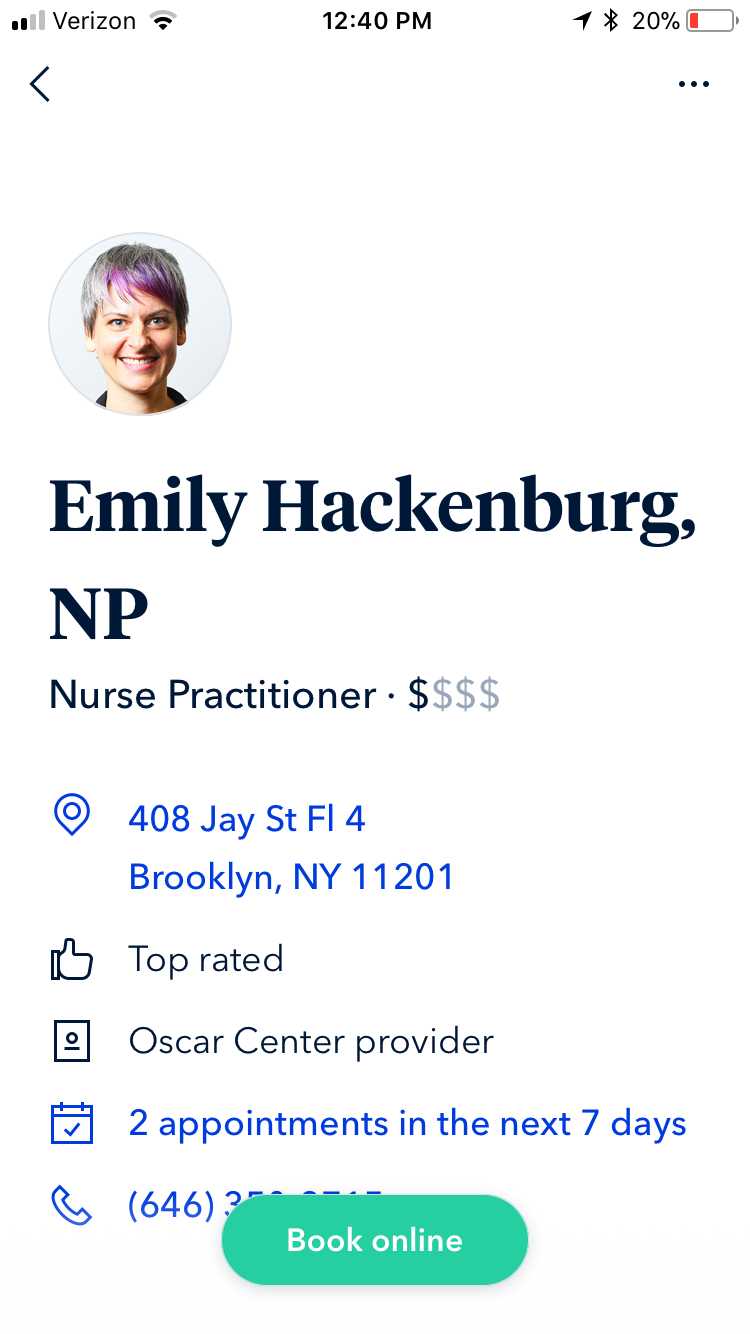 Verizon 12:40 PM 20%
Emily Hackenburg,
NP
Nurse Practitioner · $$$$
408 Jay St Fl 4
Brooklyn, NY 11201
Top rated
Oscar Center provider
2 appointments in the next 7 days
(646)
Book online